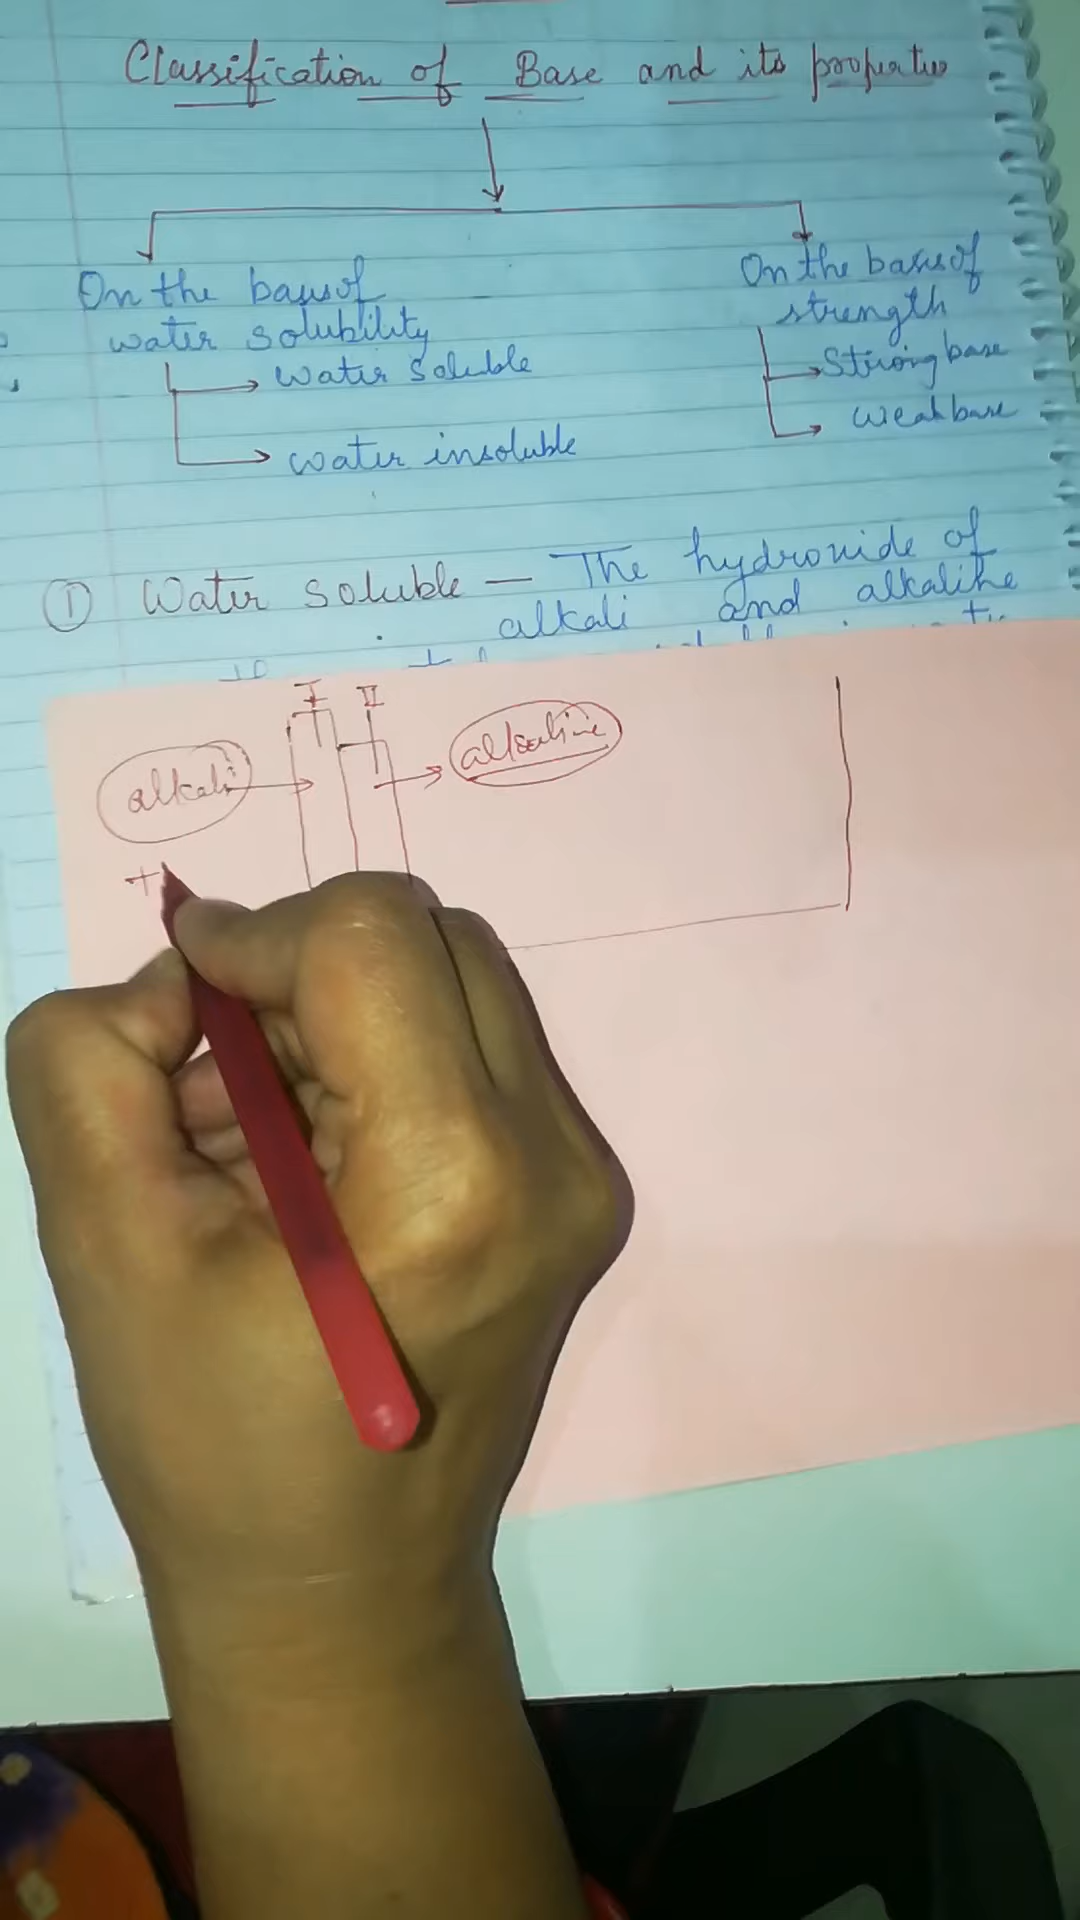 Classification of Base and its properties
On the basis of
water solubility
Water Soluble
water insoluble
On the basis of
strength
Strong base
Weak base
① Water soluble — The hydroxide of
alkali and alkaline
I II
alkali
alkaline
+